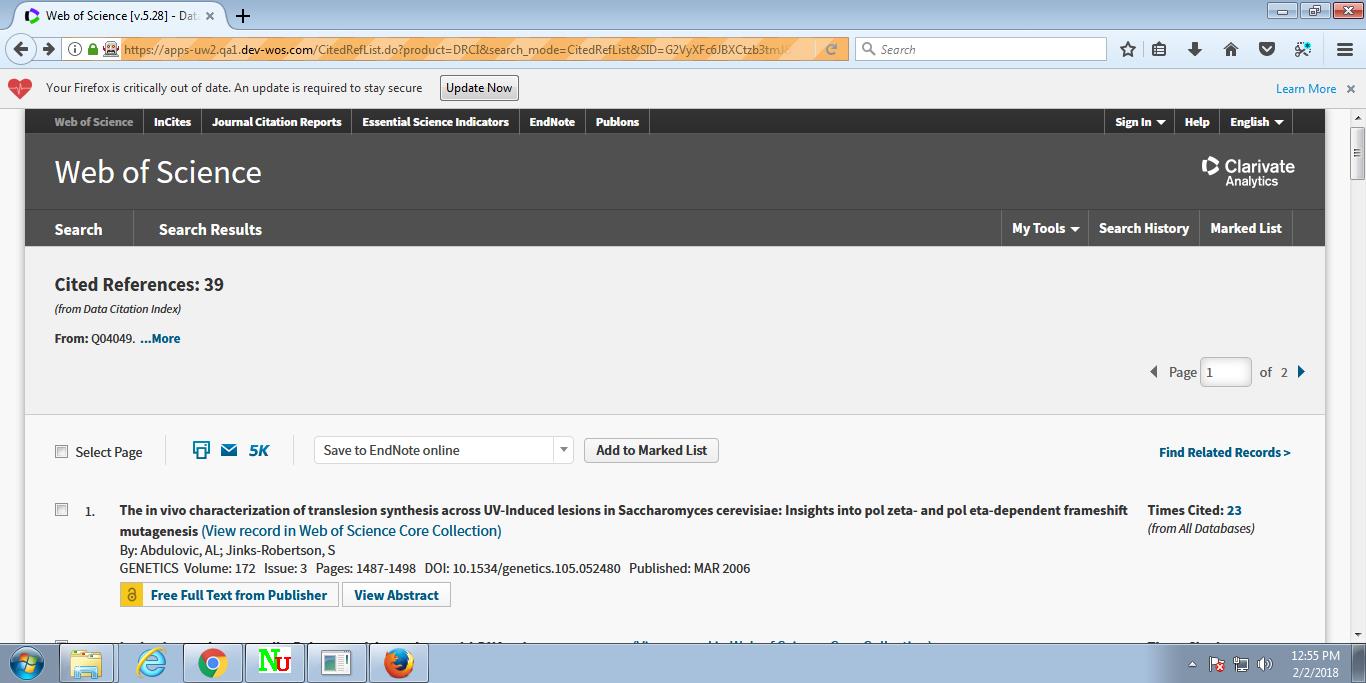 Web of Science [v.5.28] - Dat
https://apps-uw2.qa1.dev-wos.com/CitedRefList.do?product=DRCI&search_mode=CitedRefList&SID=G2VyXFc6JBXCtzb3tm
Search
Your Firefox is critically out of date. An update is required to stay secure
Update Now
Learn More
Web of Science InCites Journal Citation Reports Essential Science Indicators EndNote Publons Sign In Help English
Web of Science
Clarivate
Analytics
Search Search Results My Tools Search History Marked List
Cited References: 39
(from Data Citation Index)
From: Q04049. ...More
Page 1 of 2
Select Page 5K Save to EndNote online Add to Marked List Find Related Records >
1. The in vivo characterization of translesion synthesis across UV-Induced lesions in Saccharomyces cerevisiae: Insights into pol zeta- and pol eta-dependent frameshift Times Cited: 23
mutagenesis (View record in Web of Science Core Collection) (from All Databases)
By: Abdulovic, AL; Jinks-Robertson, S
GENETICS Volume: 172 Issue: 3 Pages: 1487-1498 DOI: 10.1534/genetics.105.052480 Published: MAR 2006
Free Full Text from Publisher View Abstract
NU
12:55 PM
2/2/2018